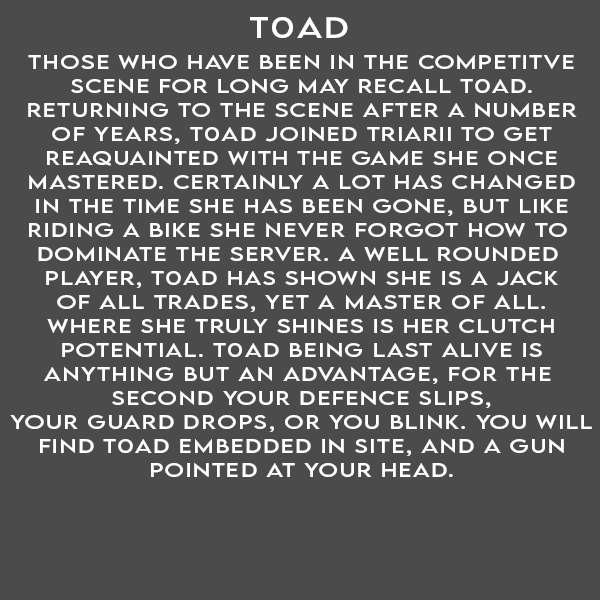 T0AD
THOSE WHO HAVE BEEN IN THE COMPETITVE
SCENE FOR LONG MAY RECALL T0AD.
RETURNING TO THE SCENE AFTER A NUMBER
OF YEARS, T0AD JOINED TRIARII TO GET
REAQUAINTED WITH THE GAME SHE ONCE
MASTERED. CERTAINLY A LOT HAS CHANGED
IN THE TIME SHE HAS BEEN GONE, BUT LIKE
RIDING A BIKE SHE NEVER FORGOT HOW TO
DOMINATE THE SERVER. A WELL ROUNDED
PLAYER, T0AD HAS SHOWN SHE IS A JACK
OF ALL TRADES, YET A MASTER OF ALL.
WHERE SHE TRULY SHINES IS HER CLUTCH
POTENTIAL. T0AD BEING LAST ALIVE IS
ANYTHING BUT AN ADVANTAGE, FOR THE
SECOND YOUR DEFENCE SLIPS,
YOUR GUARD DROPS, OR YOU BLINK. YOU WILL
FIND T0AD EMBEDDED IN SITE, AND A GUN
POINTED AT YOUR HEAD.